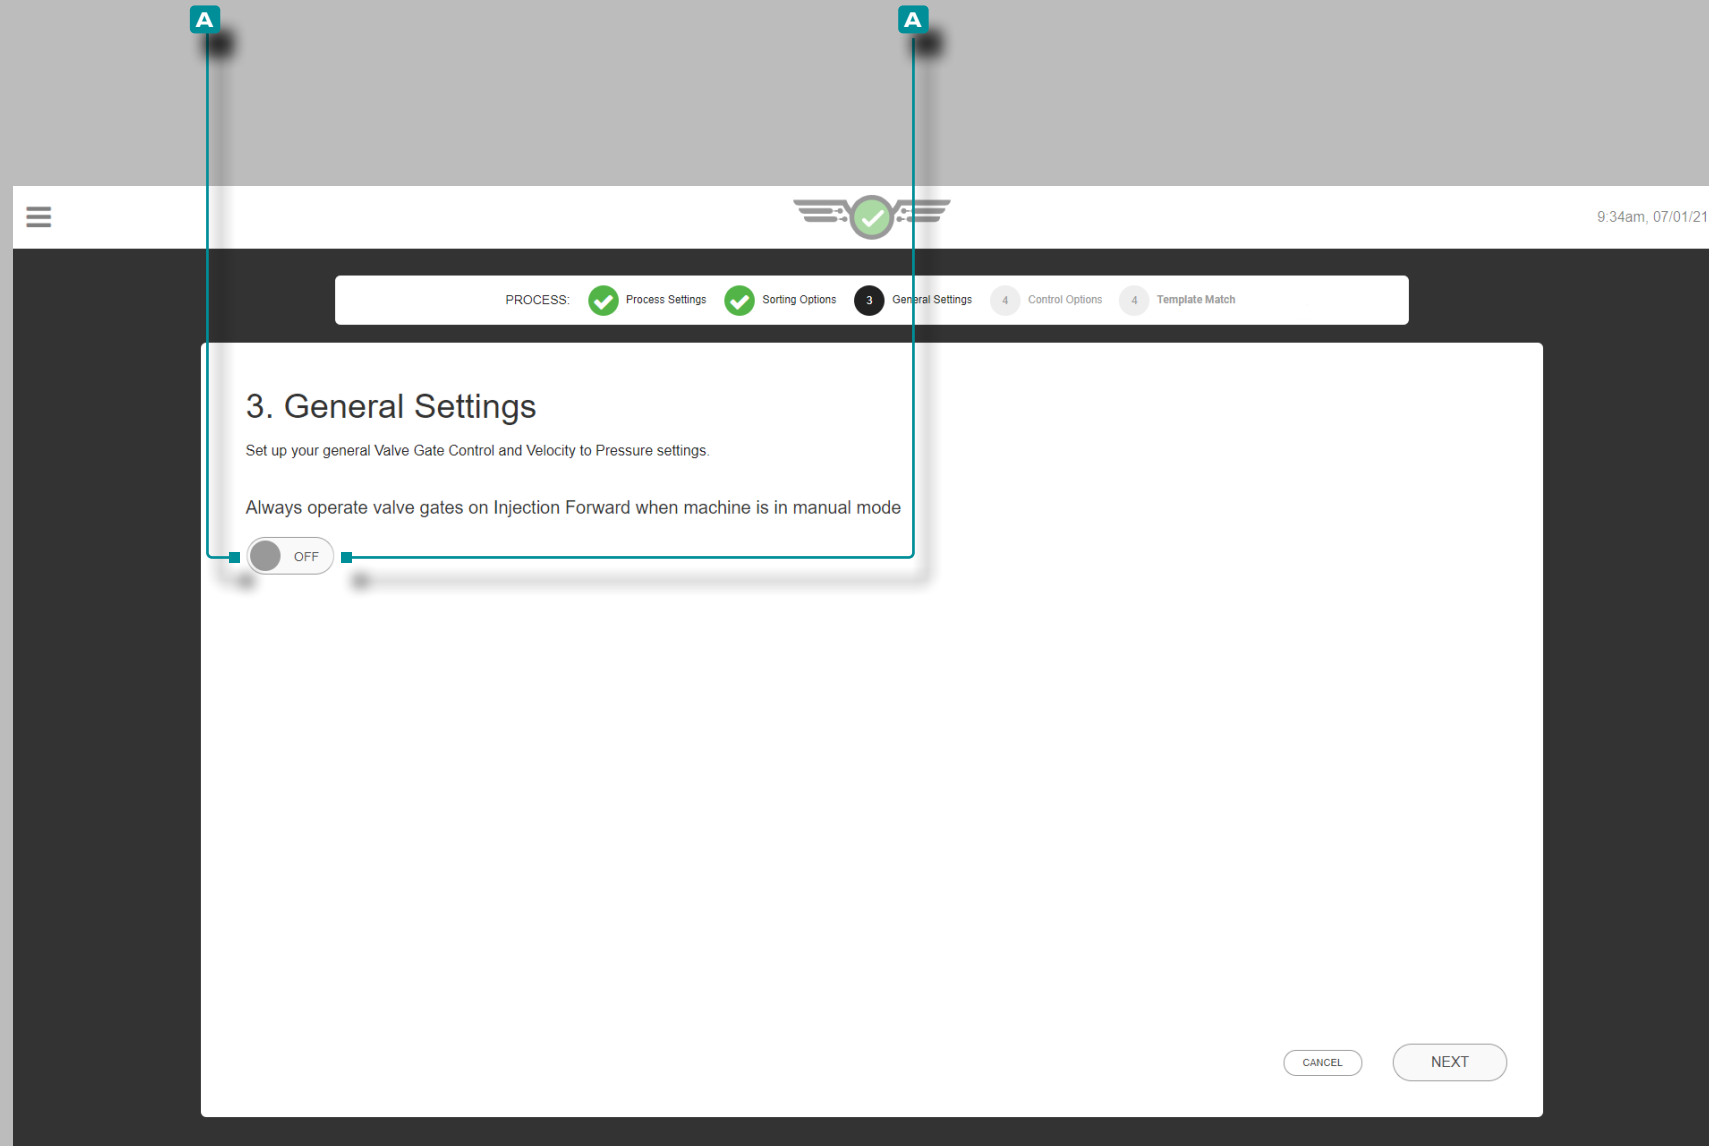 A A
9:34am, 07/01/21
PROCESS: Process Settings Sorting Options 3 General Settings 4 Control Options 4 Template Match
3. General Settings
Set up your general Valve Gate Control and Velocity to Pressure settings.
Always operate valve gates on Injection Forward when machine is in manual mode
OFF
CANCEL NEXT